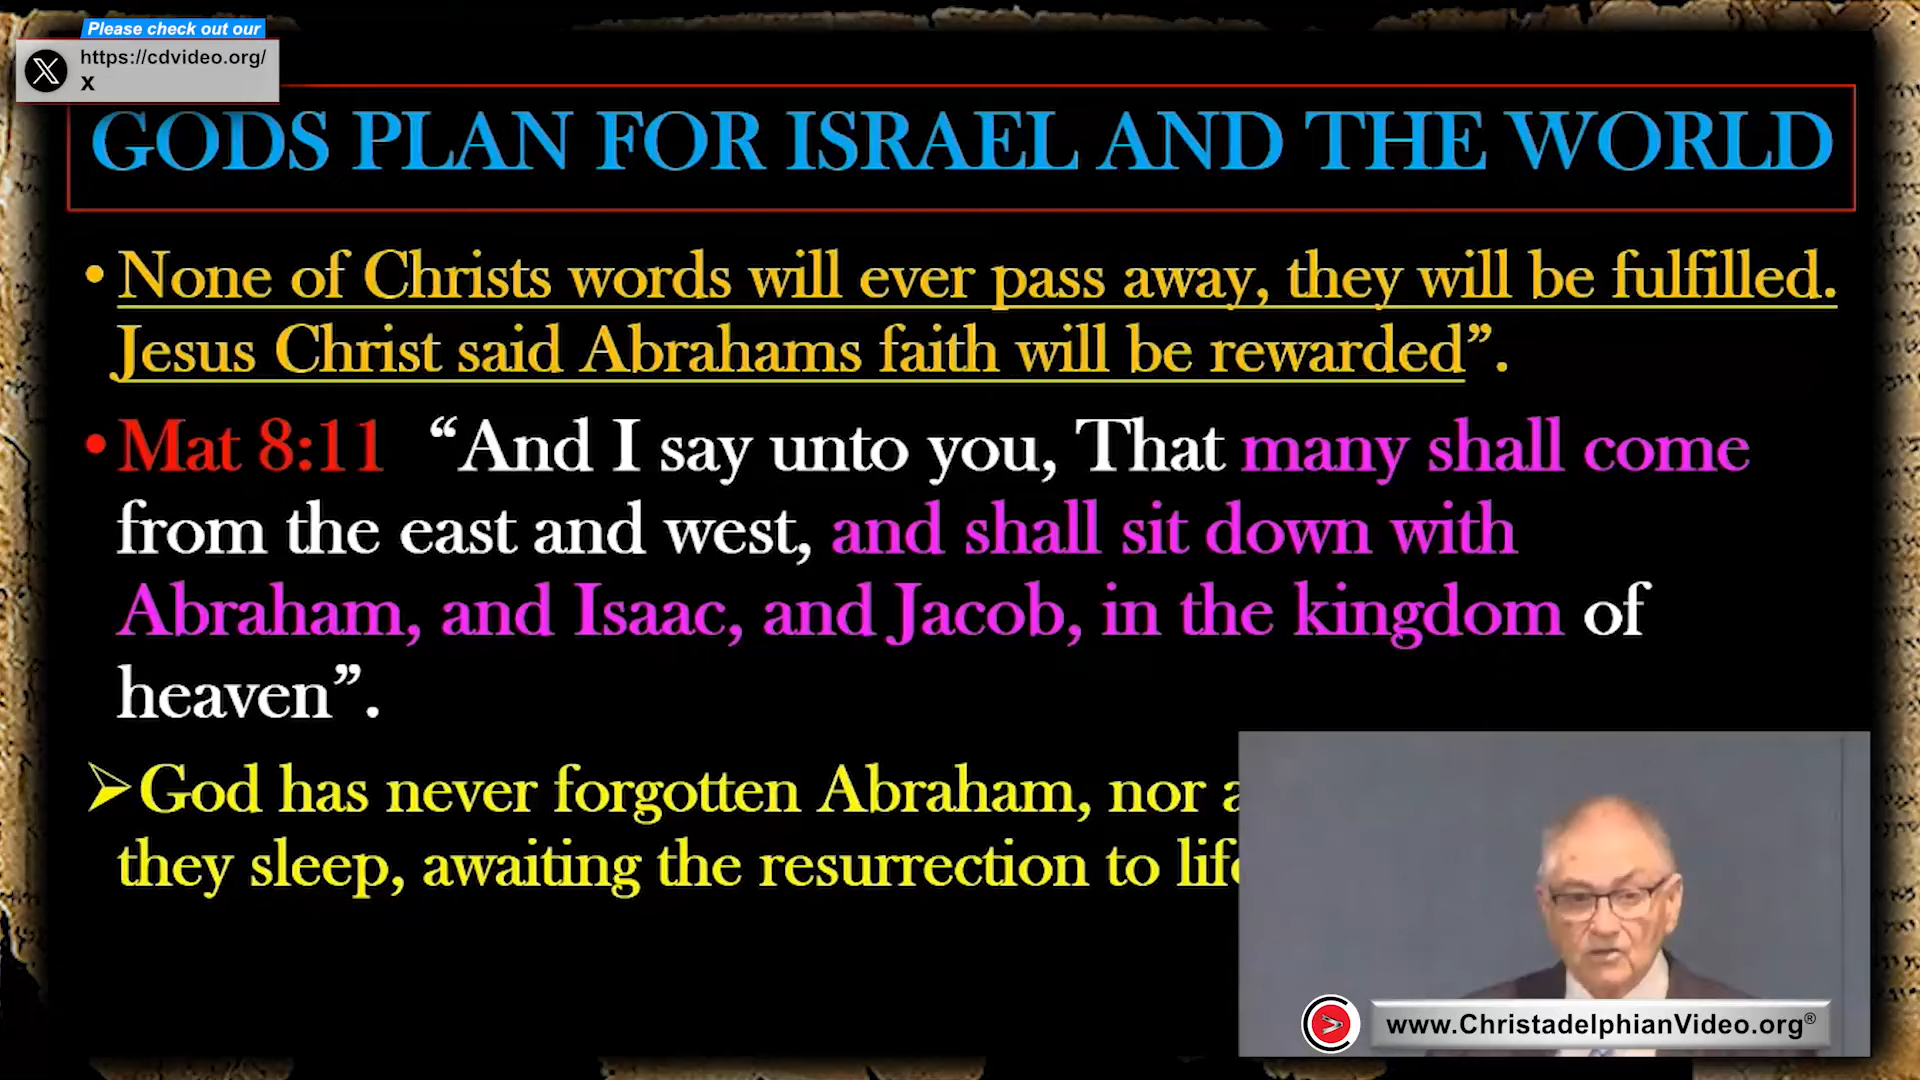 Please check out our
https://cdvideo.org/
x
GODS PLAN FOR ISRAEL AND THE WORLD
• None of Christs words will ever pass away, they will be fulfilled.
Jesus Christ said Abrahams faith will be rewarded”.
• Mat 8:11 “And I say unto you, That many shall come
from the east and west, and shall sit down with
Abraham, and Isaac, and Jacob, in the kingdom of
heaven”.
➢God has never forgotten Abraham, nor
they sleep, awaiting the resurrection to
www.ChristadelphianVideo.org®